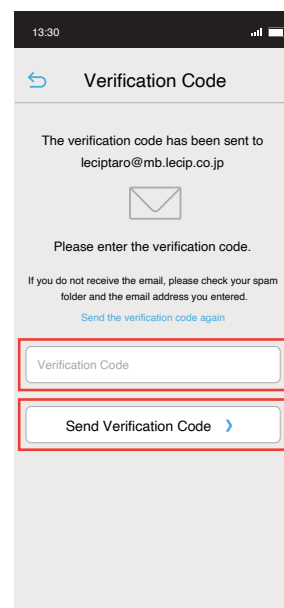 13:30
Verification Code
The verification code has been sent to
leciptaro@mb.lecip.co.jp
Please enter the verification code.
If you do not receive the email, please check your spam
folder and the email address you entered.
Send the verification code again
Verification Code
Send Verification Code